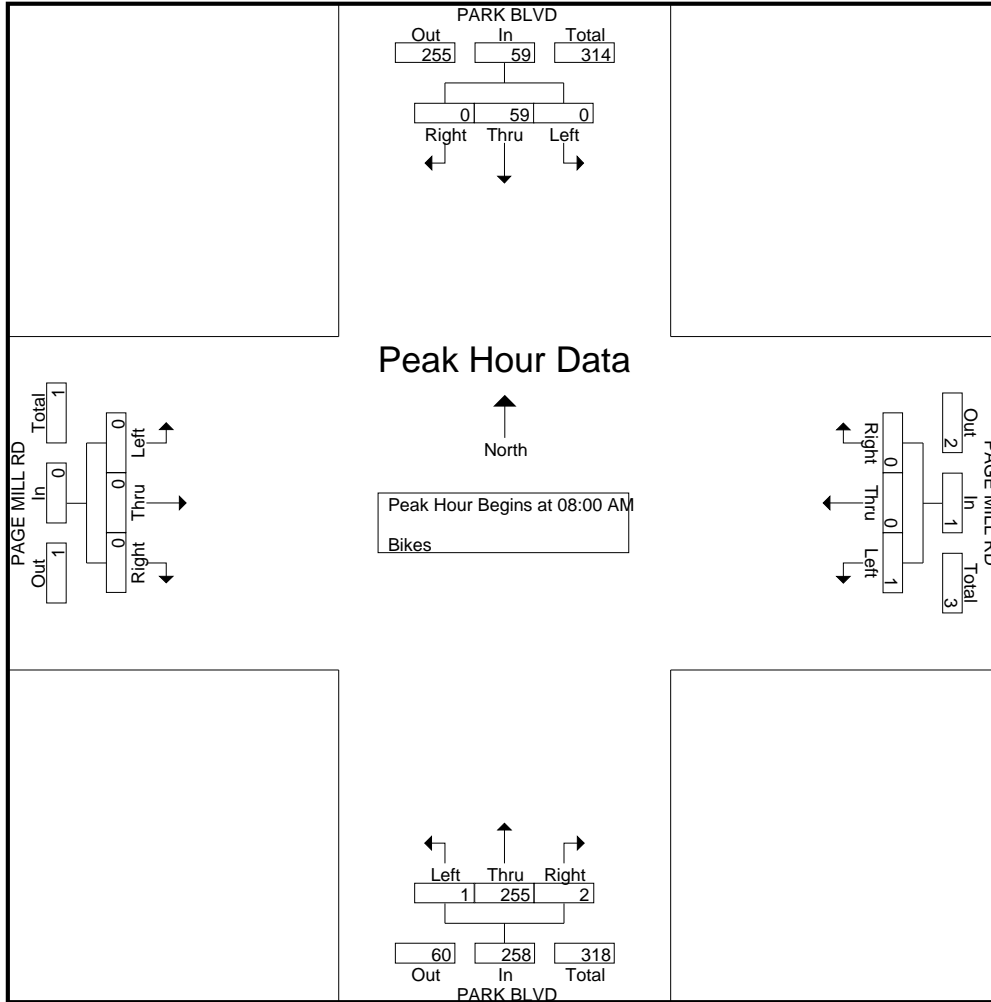 PARK BLVD
Out In Total
255 59 314
0 59 0
Right Thru Left
Peak Hour Data
North
Peak Hour Begins at 08:00 AM
Bikes
PAGE MILL RD
Out In Total
1 0 1
0 0 0
Right Thru Left
PAGE MILL RD
Out In Total
2 1 3
Right Thru Left
0 0 1
Left Thru Right
1 255 2
60 258 318
Out In Total
PARK BLVD